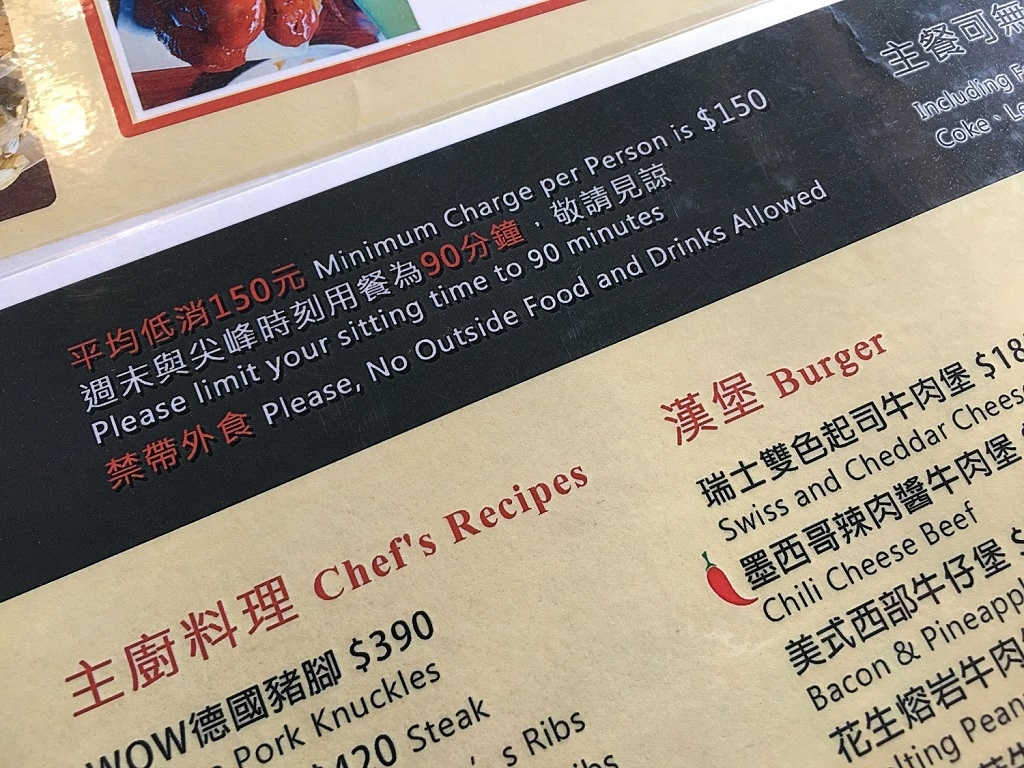 主餐可無
Including
Coke、
平均低消150元 Minimum Charge per Person is $150
週末與尖峰時刻用餐為90分鐘，敬請見諒
Please limit your sitting time to 90 minutes
禁帶外食 Please, No Outside Food and Drinks Allowed
主廚料理 Chef's Recipes
WOW德國豬腳 $390
Pork Knuckles
$420 Steak
Ribs
漢堡 Burger
瑞士雙色起司牛肉堡 $18
Swiss and Cheddar Chees
墨西哥辣肉醬牛肉堡
Chili Cheese Beef
美式西部牛仔堡 $
Bacon & Pineapp
花生熔岩牛肉
elting Pean